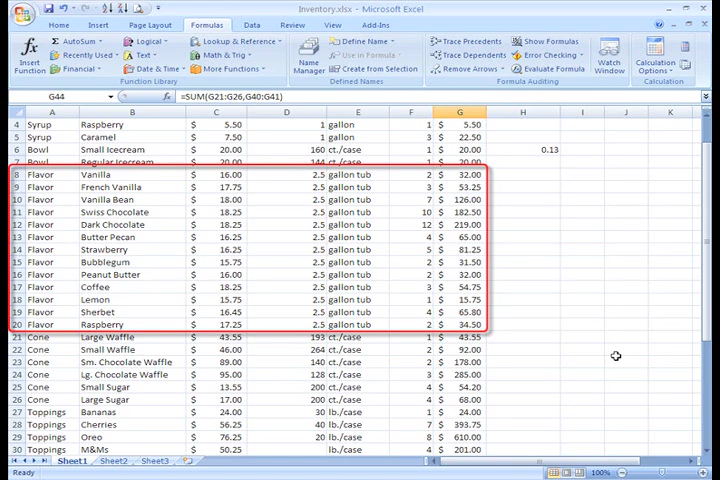 Inventory.xlsx - Microsoft Excel
Home Insert Page Layout Formulas Data Review View Add-Ins
AutoSum Logical Lookup & Reference Define Name Trace Precedents Show Formulas
Recently Used Text Math & Trig Use in Formula Trace Dependents Error Checking
Financial Date & Time More Functions Create from Selection Remove Arrows Evaluate Formula
Insert Function Name Manager Watch Window Calculation Options
Function Library Defined Names Formula Auditing Calculation
G44 fx =SUM(G21:G26,G40:G41)
A B C D E F G H I J K
4 Syrup Raspberry $ 5.50 1 gallon 1 $ 5.50
5 Syrup Caramel $ 7.50 1 gallon 3 $ 22.50
6 Bowl Small Icecream $ 20.00 160 ct./case 1 $ 20.00 0.13
7 Bowl Regular Icecream $ 20.00 144 ct./case 1 $ 20.00
8 Flavor Vanilla $ 16.00 2.5 gallon tub 2 $ 32.00
9 Flavor French Vanilla $ 17.75 2.5 gallon tub 3 $ 53.25
10 Flavor Vanilla Bean $ 18.00 2.5 gallon tub 7 $ 126.00
11 Flavor Swiss Chocolate $ 18.25 2.5 gallon tub 10 $ 182.50
12 Flavor Dark Chocolate $ 18.25 2.5 gallon tub 12 $ 219.00
13 Flavor Butter Pecan $ 16.25 2.5 gallon tub 4 $ 65.00
14 Flavor Strawberry $ 16.25 2.5 gallon tub 5 $ 81.25
15 Flavor Bubblegum $ 15.75 2.5 gallon tub 2 $ 31.50
16 Flavor Peanut Butter $ 16.00 2.5 gallon tub 2 $ 32.00
17 Flavor Coffee $ 18.25 2.5 gallon tub 3 $ 54.75
18 Flavor Lemon $ 15.75 2.5 gallon tub 1 $ 15.75
19 Flavor Sherbet $ 16.45 2.5 gallon tub 4 $ 65.80
20 Flavor Raspberry $ 17.25 2.5 gallon tub 2 $ 34.50
21 Cone Large Waffle $ 43.55 193 ct./case 1 $ 43.55
22 Cone Small Waffle $ 46.00 264 ct./case 2 $ 92.00
23 Cone Sm. Chocolate Waffle $ 89.00 140 ct./case 2 $ 178.00
24 Cone Lg. Chocolate Waffle $ 95.00 128 ct./case 3 $ 285.00
25 Cone Small Sugar $ 13.55 200 ct./case 4 $ 54.20
26 Cone Large Sugar $ 17.00 200 ct./case 4 $ 68.00
27 Toppings Bananas $ 24.00 30 lb./case 1 $ 24.00
28 Toppings Cherries $ 56.25 40 lb./case 7 $ 393.75
29 Toppings Oreo $ 76.25 20 lb./case 8 $ 610.00
30 Toppings M&Ms $ 50.25 lb./case 4 $ 201.00
Sheet1 Sheet2 Sheet3
Ready 100%